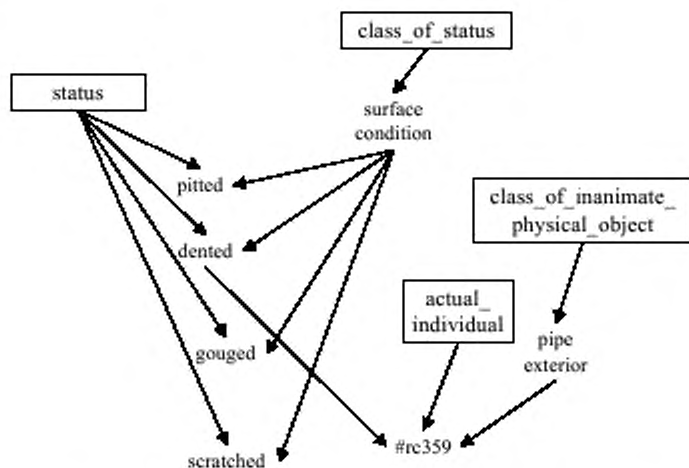 class_of_status
status
surface
condition
pitted
class_of_inanimate_
physical_object
dented
actual_
individual
pipe
exterior
gouged
#rc359
scratched